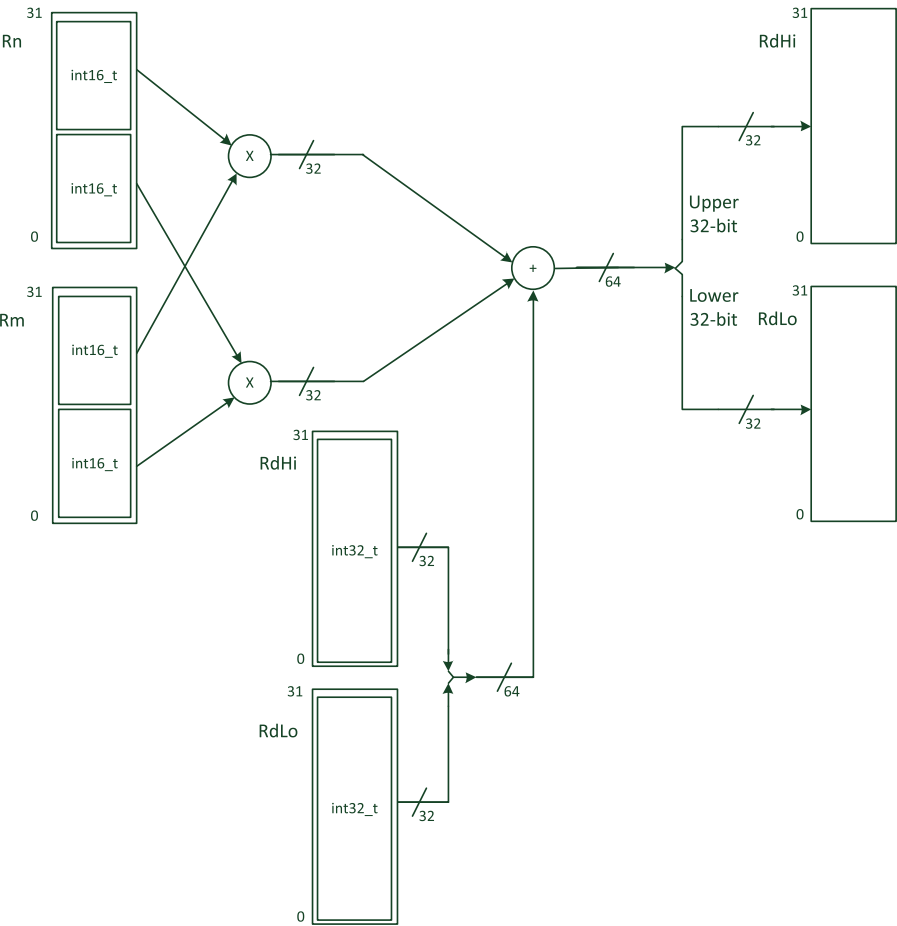 31
Rn
int16_t
int16_t
0
31
Rm
int16_t
int16_t
0
X
32
X
32
31
RdHi
int32_t
0
32
31
RdLo
int32_t
0
32
64
+
64
Upper
32-bit
Lower
32-bit
32
32
31
RdHi
0
31
RdLo
0